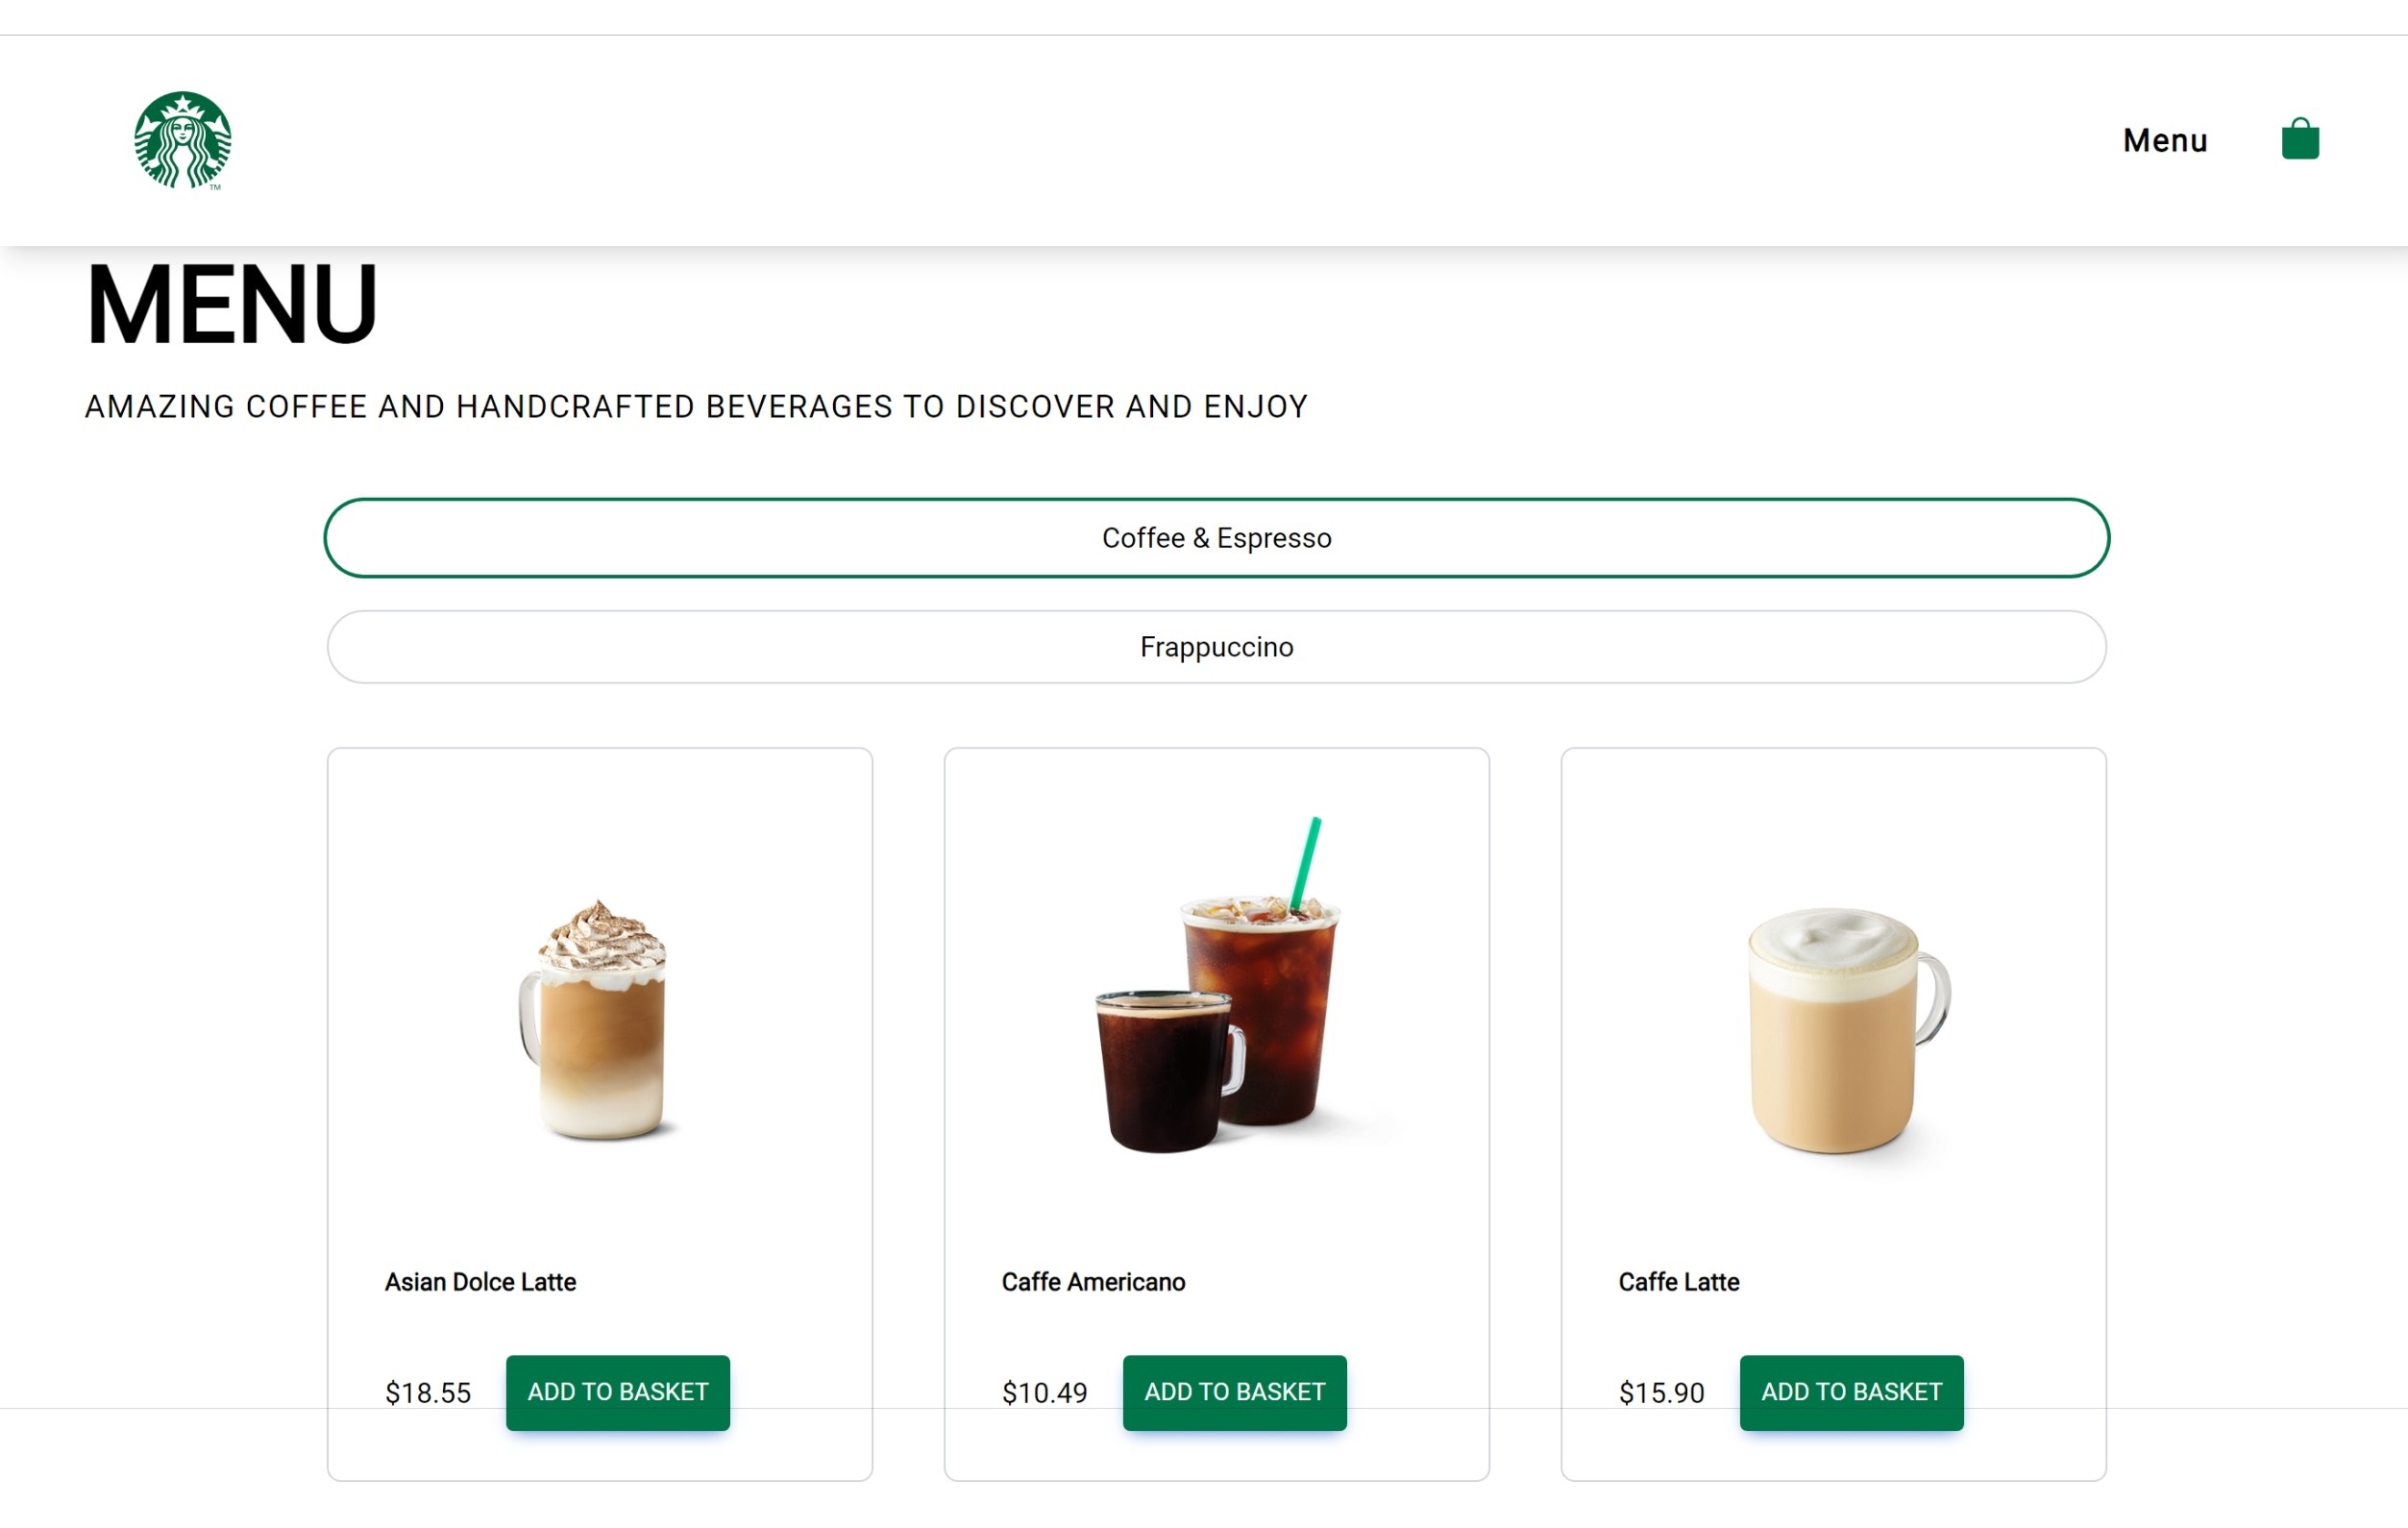 TM
Menu
MENU
AMAZING COFFEE AND HANDCRAFTED BEVERAGES TO DISCOVER AND ENJOY
Coffee & Espresso
Frappuccino
Asian Dolce Latte
$18.55 ADD TO BASKET
Caffe Americano
$10.49 ADD TO BASKET
Caffe Latte
$15.90 ADD TO BASKET